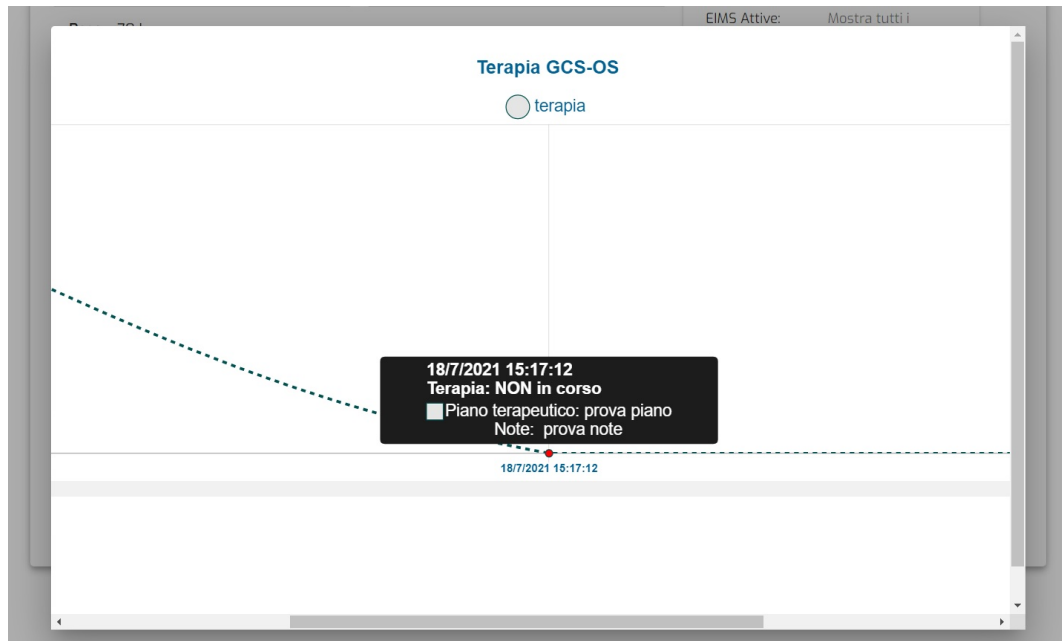 EIMS Attive: Mostra tutti i
Terapia GCS-OS
terapia
18/7/2021 15:17:12
Terapia: NON in corso
Piano terapeutico: prova piano
Note: prova note
18/7/2021 15:17:12